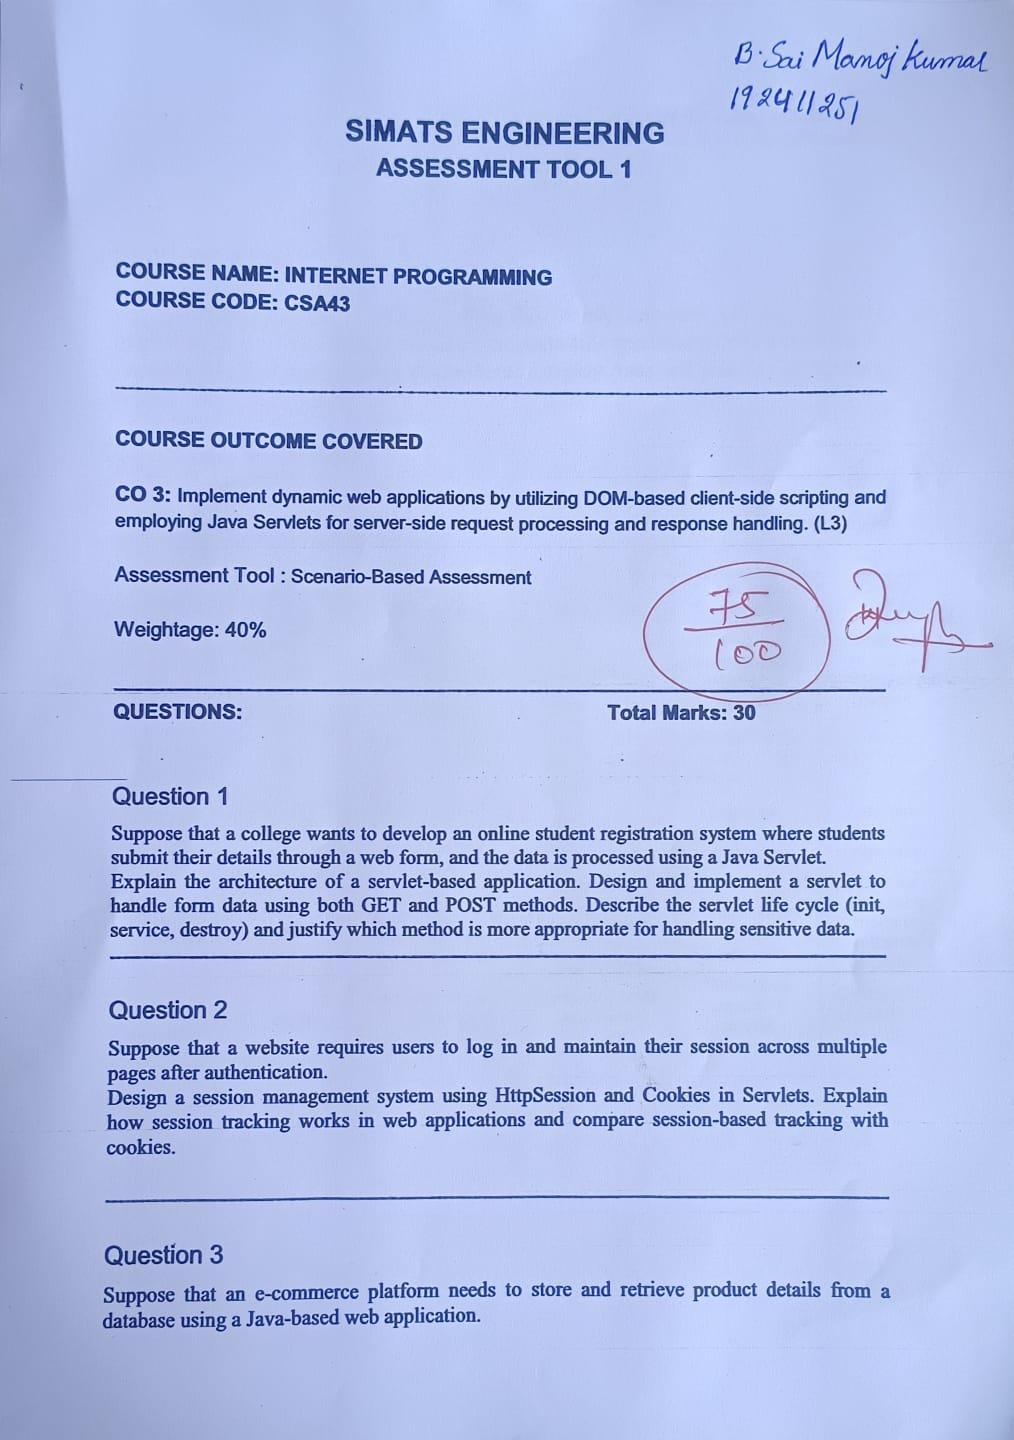 B. Sai Manoj Kumar
192411251
SIMATS ENGINEERING
ASSESSMENT TOOL 1
COURSE NAME: INTERNET PROGRAMMING
COURSE CODE: CSA43
COURSE OUTCOME COVERED
CO 3: Implement dynamic web applications by utilizing DOM-based client-side scripting and
employing Java Servlets for server-side request processing and response handling. (L3)
Assessment Tool : Scenario-Based Assessment
75
100
Weightage: 40%
QUESTIONS: Total Marks: 30
Question 1
Suppose that a college wants to develop an online student registration system where students
submit their details through a web form, and the data is processed using a Java Servlet.
Explain the architecture of a servlet-based application. Design and implement a servlet to
handle form data using both GET and POST methods. Describe the servlet life cycle (init,
service, destroy) and justify which method is more appropriate for handling sensitive data.
Question 2
Suppose that a website requires users to log in and maintain their session across multiple
pages after authentication.
Design a session management system using HttpSession and Cookies in Servlets. Explain
how session tracking works in web applications and compare session-based tracking with
cookies.
Question 3
Suppose that an e-commerce platform needs to store and retrieve product details from a
database using a Java-based web application.